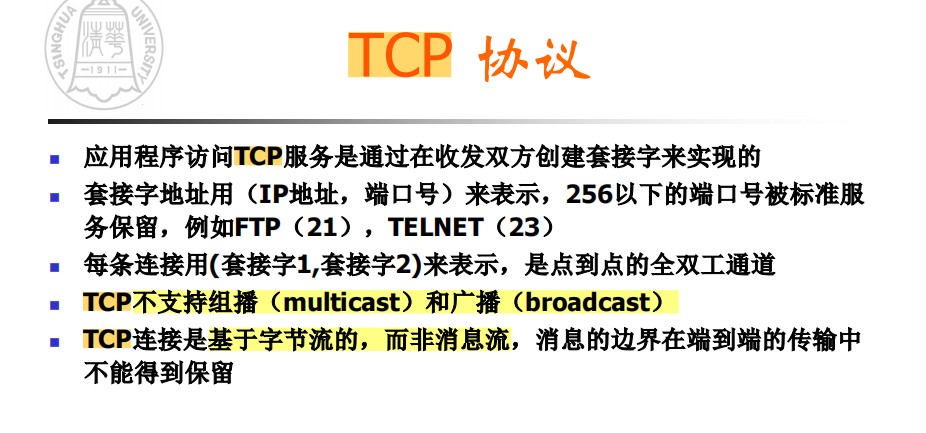 TSINGHUA UNIVERSITY
清華
1911
TCP 协议
应用程序访问TCP服务是通过在收发双方创建套接字来实现的
套接字地址用（IP地址，端口号）来表示，256以下的端口号被标准服
务保留，例如FTP（21），TELNET（23）
每条连接用(套接字1,套接字2)来表示，是点到点的全双工通道
TCP不支持组播（multicast）和广播（broadcast）
TCP连接是基于字节流的，而非消息流，消息的边界在端到端的传输中
不能得到保留